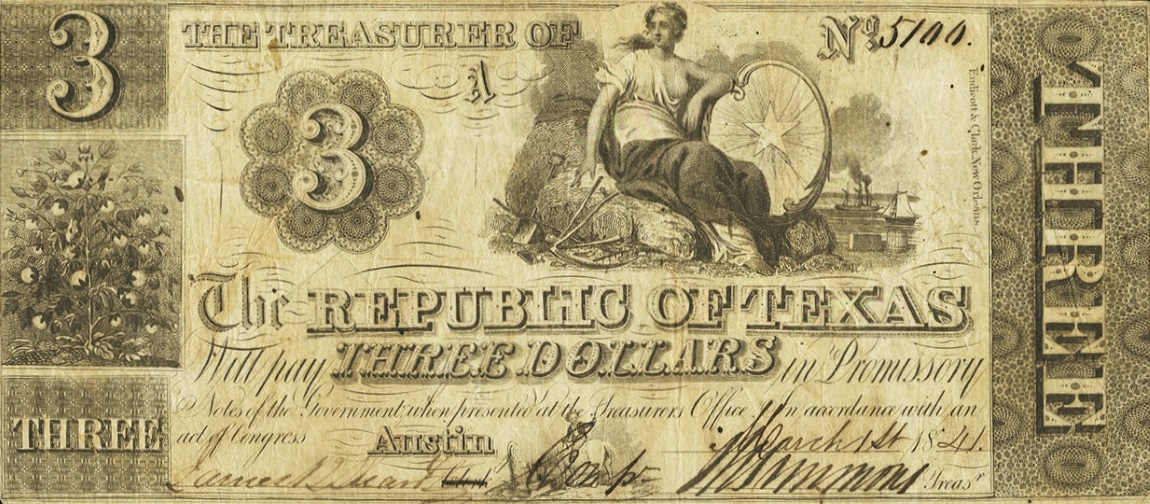 3
THE TREASURER OF
A
3
No 5100.
Endicott & Clark, New Orleans
The REPUBLIC OF TEXAS
Will pay THREE DOLLARS in Promissory
Notes of the Government, when presented at the Treasurers Office, in accordance with an
act of Congress Austin March 1st 1841.
Treasr
THREE
THREE